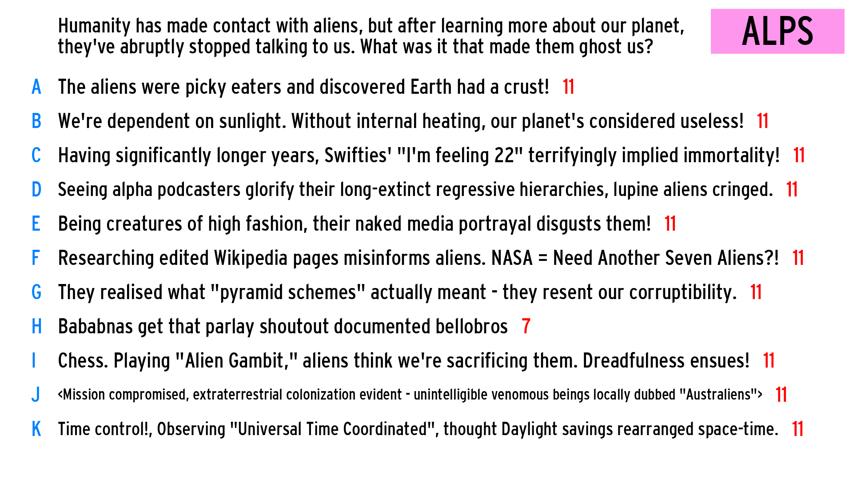 Humanity has made contact with aliens, but after learning more about our planet,
they've abruptly stopped talking to us. What was it that made them ghost us?
ALPS
A The aliens were picky eaters and discovered Earth had a crust! 11
B We're dependent on sunlight. Without internal heating, our planet's considered useless! 11
C Having significantly longer years, Swifties' "I'm feeling 22" terrifyingly implied immortality! 11
D Seeing alpha podcasters glorify their long-extinct regressive hierarchies, lupine aliens cringed. 11
E Being creatures of high fashion, their naked media portrayal disgusts them! 11
F Researching edited Wikipedia pages misinforms aliens. NASA = Need Another Seven Aliens?! 11
G They realised what "pyramid schemes" actually meant - they resent our corruptibility. 11
H Bababnas get that parlay shoutout documented bellobros 7
I Chess. Playing "Alien Gambit," aliens think we're sacrificing them. Dreadfulness ensues! 11
J <Mission compromised, extraterrestrial colonization evident - unintelligible venomous beings locally dubbed "Australiens"> 11
K Time control!, Observing "Universal Time Coordinated", thought Daylight savings rearranged space-time. 11